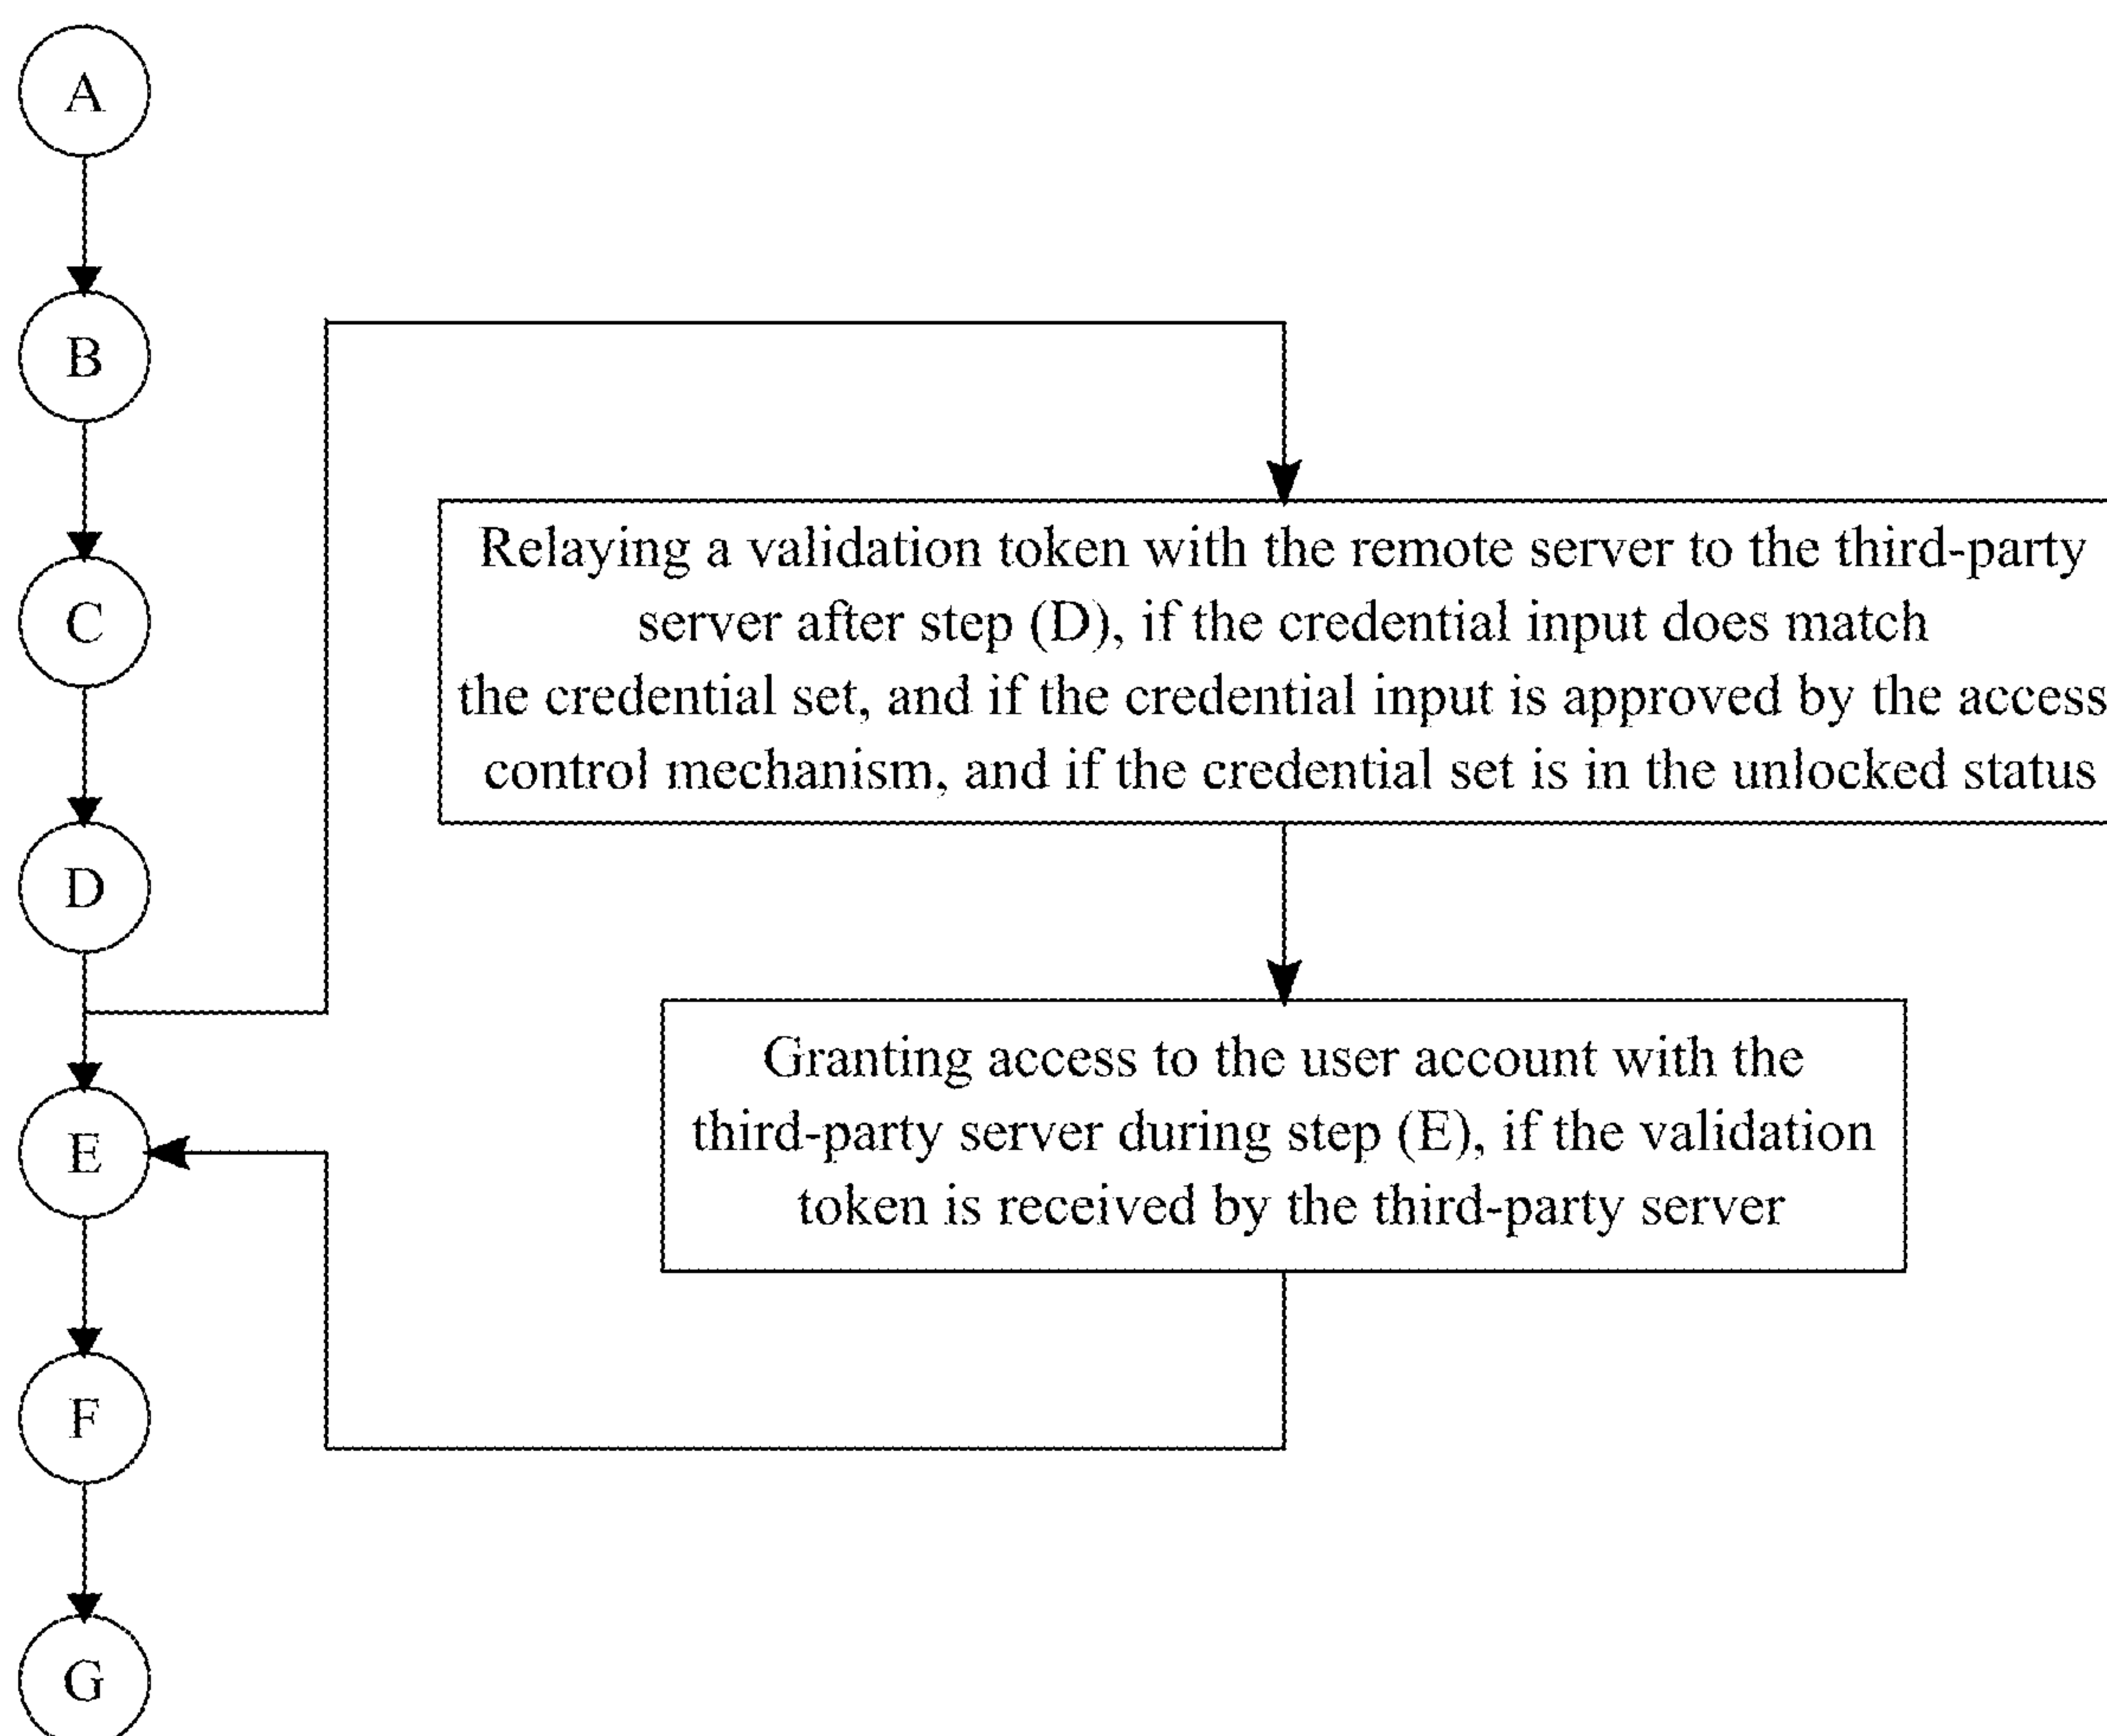 A
B
C
D
E
F
G
Relaying a validation token with the remote server to the third-party
server after step (D), if the credential input does match
the credential set, and if the credential input is approved by the access
control mechanism, and if the credential set is in the unlocked status
Granting access to the user account with the
third-party server during step (E), if the validation
token is received by the third-party server